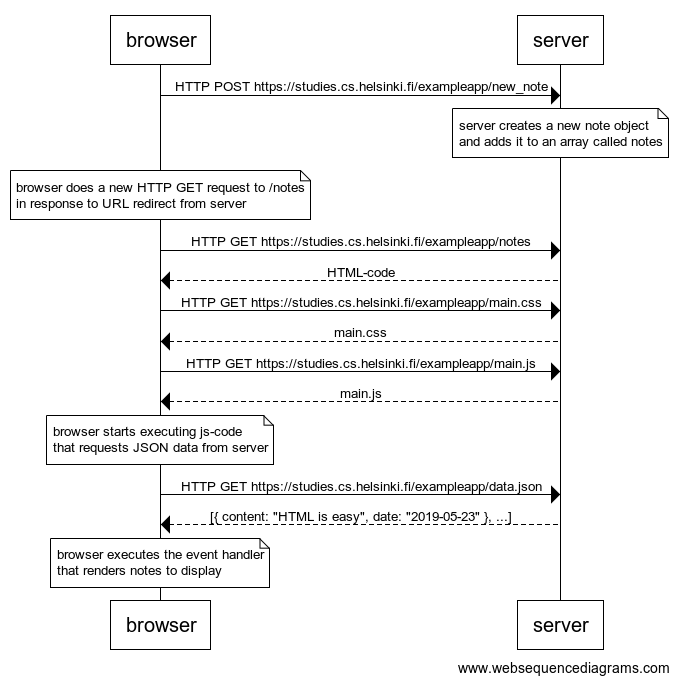 browser
server
HTTP POST https://studies.cs.helsinki.fi/exampleapp/new_note
server creates a new note object
and adds it to an array called notes
browser does a new HTTP GET request to /notes
in response to URL redirect from server
HTTP GET https://studies.cs.helsinki.fi/exampleapp/notes
HTML-code
HTTP GET https://studies.cs.helsinki.fi/exampleapp/main.css
main.css
HTTP GET https://studies.cs.helsinki.fi/exampleapp/main.js
main.js
browser starts executing js-code
that requests JSON data from server
HTTP GET https://studies.cs.helsinki.fi/exampleapp/data.json
[{ content: "HTML is easy", date: "2019-05-23" }, ...]
browser executes the event handler
that renders notes to display
browser
server
www.websequencediagrams.com